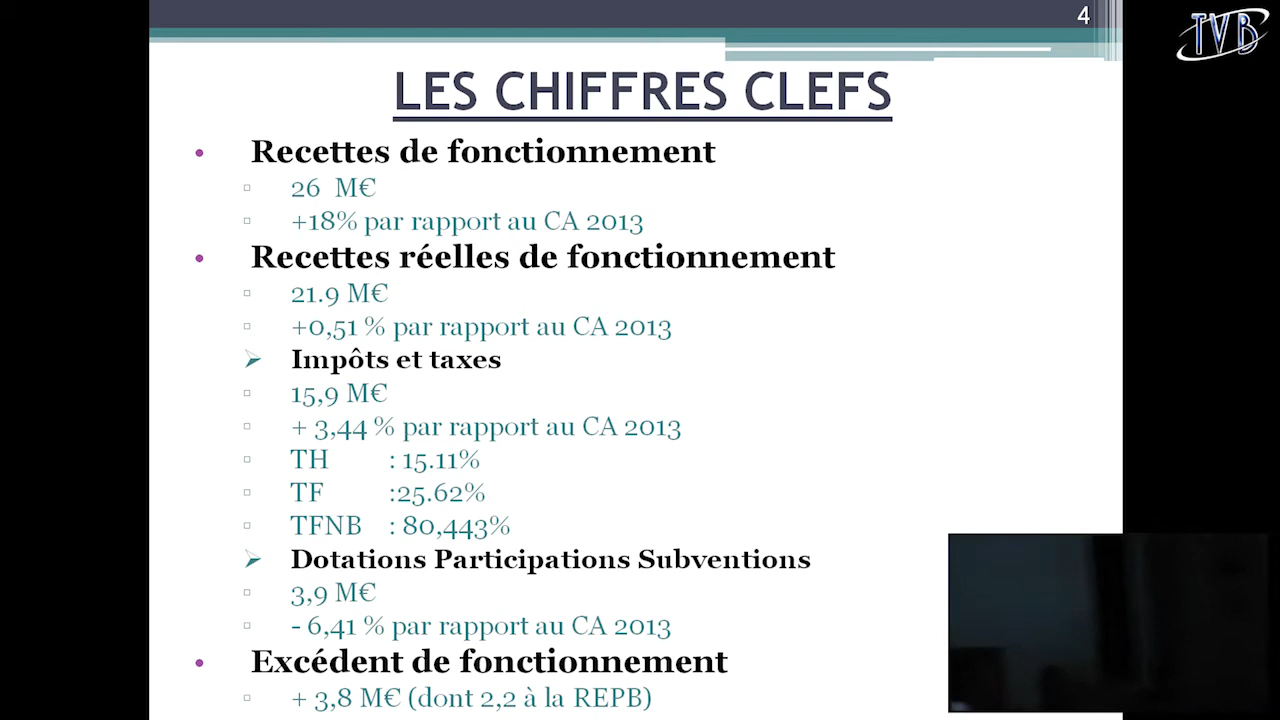 4
TVB
LES CHIFFRES CLEFS
• Recettes de fonctionnement
▫ 26 M€
▫ +18% par rapport au CA 2013
• Recettes réelles de fonctionnement
▫ 21.9 M€
▫ +0,51 % par rapport au CA 2013
➢ Impôts et taxes
▫ 15,9 M€
▫ + 3,44 % par rapport au CA 2013
▫ TH : 15.11%
▫ TF :25.62%
▫ TFNB : 80,443%
➢ Dotations Participations Subventions
▫ 3,9 M€
▫ - 6,41 % par rapport au CA 2013
• Excédent de fonctionnement
▫ + 3,8 M€ (dont 2,2 à la REPB)